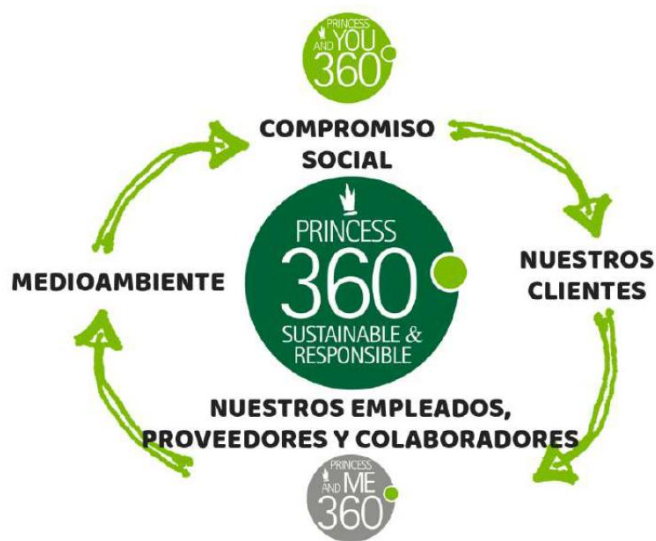 PRINCESS
AND YOU
360°
COMPROMISO
SOCIAL
PRINCESS
360
SUSTAINABLE &
RESPONSIBLE
MEDIOAMBIENTE
NUESTROS
CLIENTES
NUESTROS EMPLEADOS,
PROVEEDORES Y COLABORADORES
PRINCESS
AND ME
360°